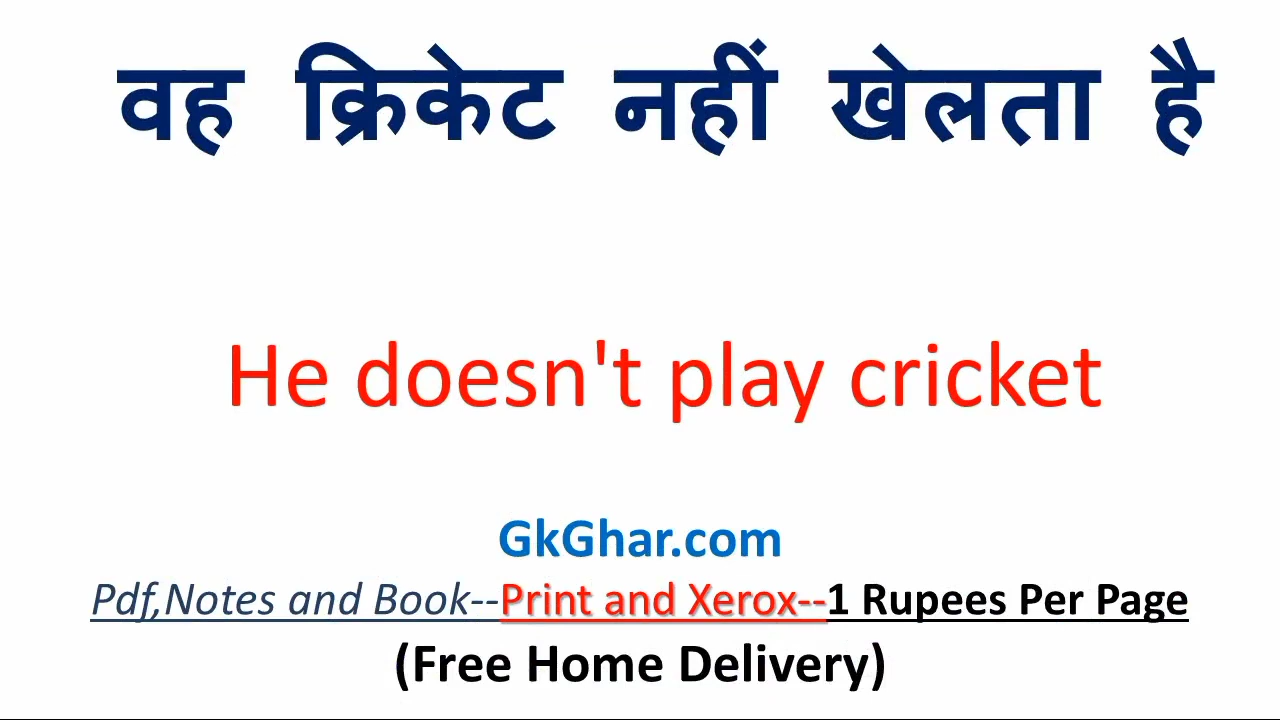 वह क्रिकेट नहीं खेलता है
He doesn't play cricket
GkGhar.com
Pdf,Notes and Book--Print and Xerox--1 Rupees Per Page
(Free Home Delivery)